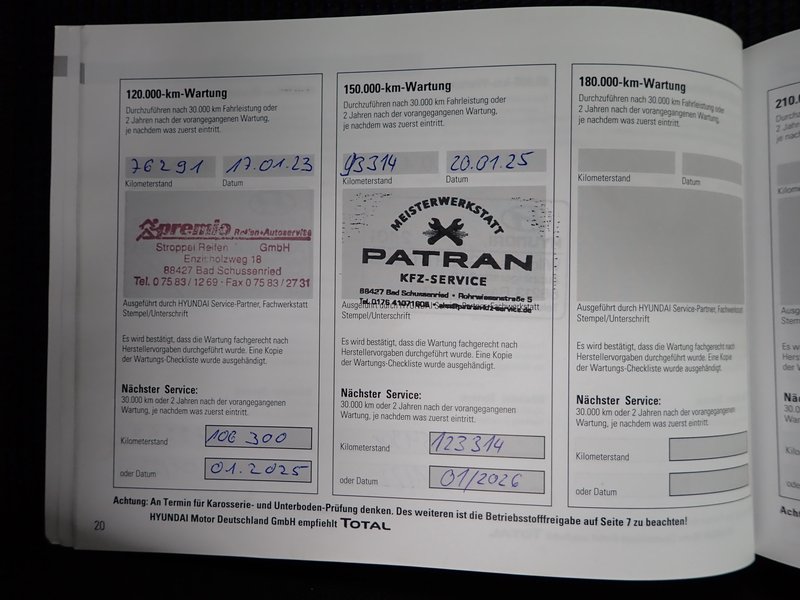 120.000-km-Wartung
Durchzuführen nach 30.000 km Fahrleistung oder
2 Jahren nach der vorangegangenen Wartung,
je nachdem was zuerst eintritt.
76291 17.01.23
Kilometerstand Datum
premio Reifen+Autoservice
Stroppel Reifen GmbH
Enzisholzweg 18
88427 Bad Schussenried
Tel. 0 75 83 / 12 69 · Fax 0 75 83 / 27 31
Ausgeführt durch HYUNDAI Service-Partner, Fachwerkstatt
Stempel/Unterschrift
Es wird bestätigt, dass die Wartung fachgerecht nach
Herstellervorgaben durchgeführt wurde. Eine Kopie
der Wartungs-Checkliste wurde ausgehändigt.
Nächster Service:
30.000 km oder 2 Jahren nach der vorangegangenen
Wartung, je nachdem was zuerst eintritt.
Kilometerstand 106 300
oder Datum 01.2025
150.000-km-Wartung
Durchzuführen nach 30.000 km Fahrleistung oder
2 Jahren nach der vorangegangenen Wartung,
je nachdem was zuerst eintritt.
93314 20.01.25
Kilometerstand Datum
MEISTERWERKSTATT
PATRAN
KFZ-SERVICE
88427 Bad Schussenried • Rohrwiesenstraße 5
Stempel/Unterschrift
Es wird bestätigt, dass die Wartung fachgerecht nach
Herstellervorgaben durchgeführt wurde. Eine Kopie
der Wartungs-Checkliste wurde ausgehändigt.
Nächster Service:
30.000 km oder 2 Jahren nach der vorangegangenen
Wartung, je nachdem was zuerst eintritt.
Kilometerstand 123314
oder Datum 01/2026
180.000-km-Wartung
Durchzuführen nach 30.000 km Fahrleistung oder
2 Jahren nach der vorangegangenen Wartung,
je nachdem was zuerst eintritt.
Kilometerstand Datum
Ausgeführt durch HYUNDAI Service-Partner, Fachwerkstatt
Stempel/Unterschrift
Es wird bestätigt, dass die Wartung fachgerecht nach
Herstellervorgaben durchgeführt wurde. Eine Kopie
der Wartungs-Checkliste wurde ausgehändigt.
Nächster Service:
30.000 km oder 2 Jahren nach der vorangegangenen
Wartung, je nachdem was zuerst eintritt.
Kilometerstand
oder Datum
210.0
Achtung: An Termin für Karosserie- und Unterboden-Prüfung denken. Des weiteren ist die Betriebsstofffreigabe auf Seite 7 zu beachten!
20 HYUNDAI Motor Deutschland GmbH empfiehlt TOTAL